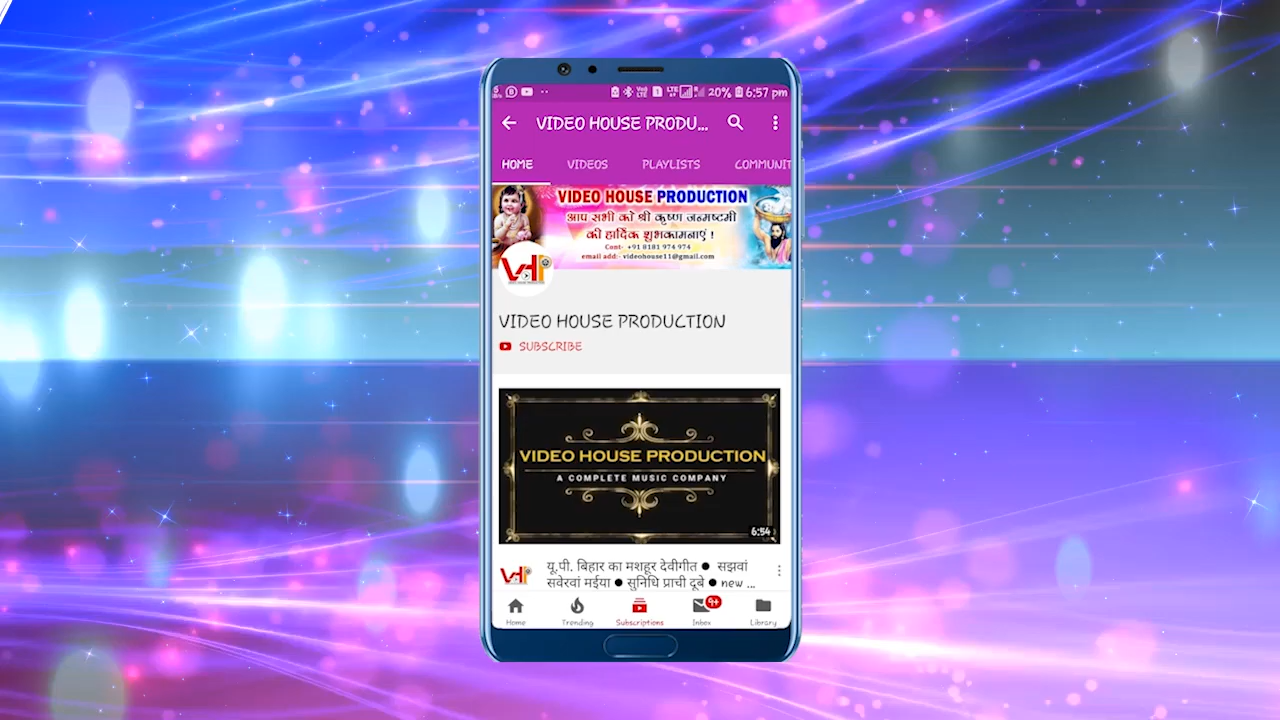 20% 6:57 pm
VIDEO HOUSE PRODU...
HOME VIDEOS PLAYLISTS COMMUNIT
VIDEO HOUSE PRODUCTION
आप सभी को श्री कृष्ण जन्मष्टमी
की हार्दिक शुभकामनाएं !
Cont- +91 8181 974 974
email add:- videohouse11@gmail.com
VIDEO HOUSE PRODUCTION
SUBSCRIBE
VIDEO HOUSE PRODUCTION
A COMPLETE MUSIC COMPANY
6:54
यू.पी. बिहार का मशहूर देवीगीत ● सझवां
सवेरवां मईया ● सुनिधि प्राची दूबे ● new ...
9+
Home Trending Subscriptions Inbox Library